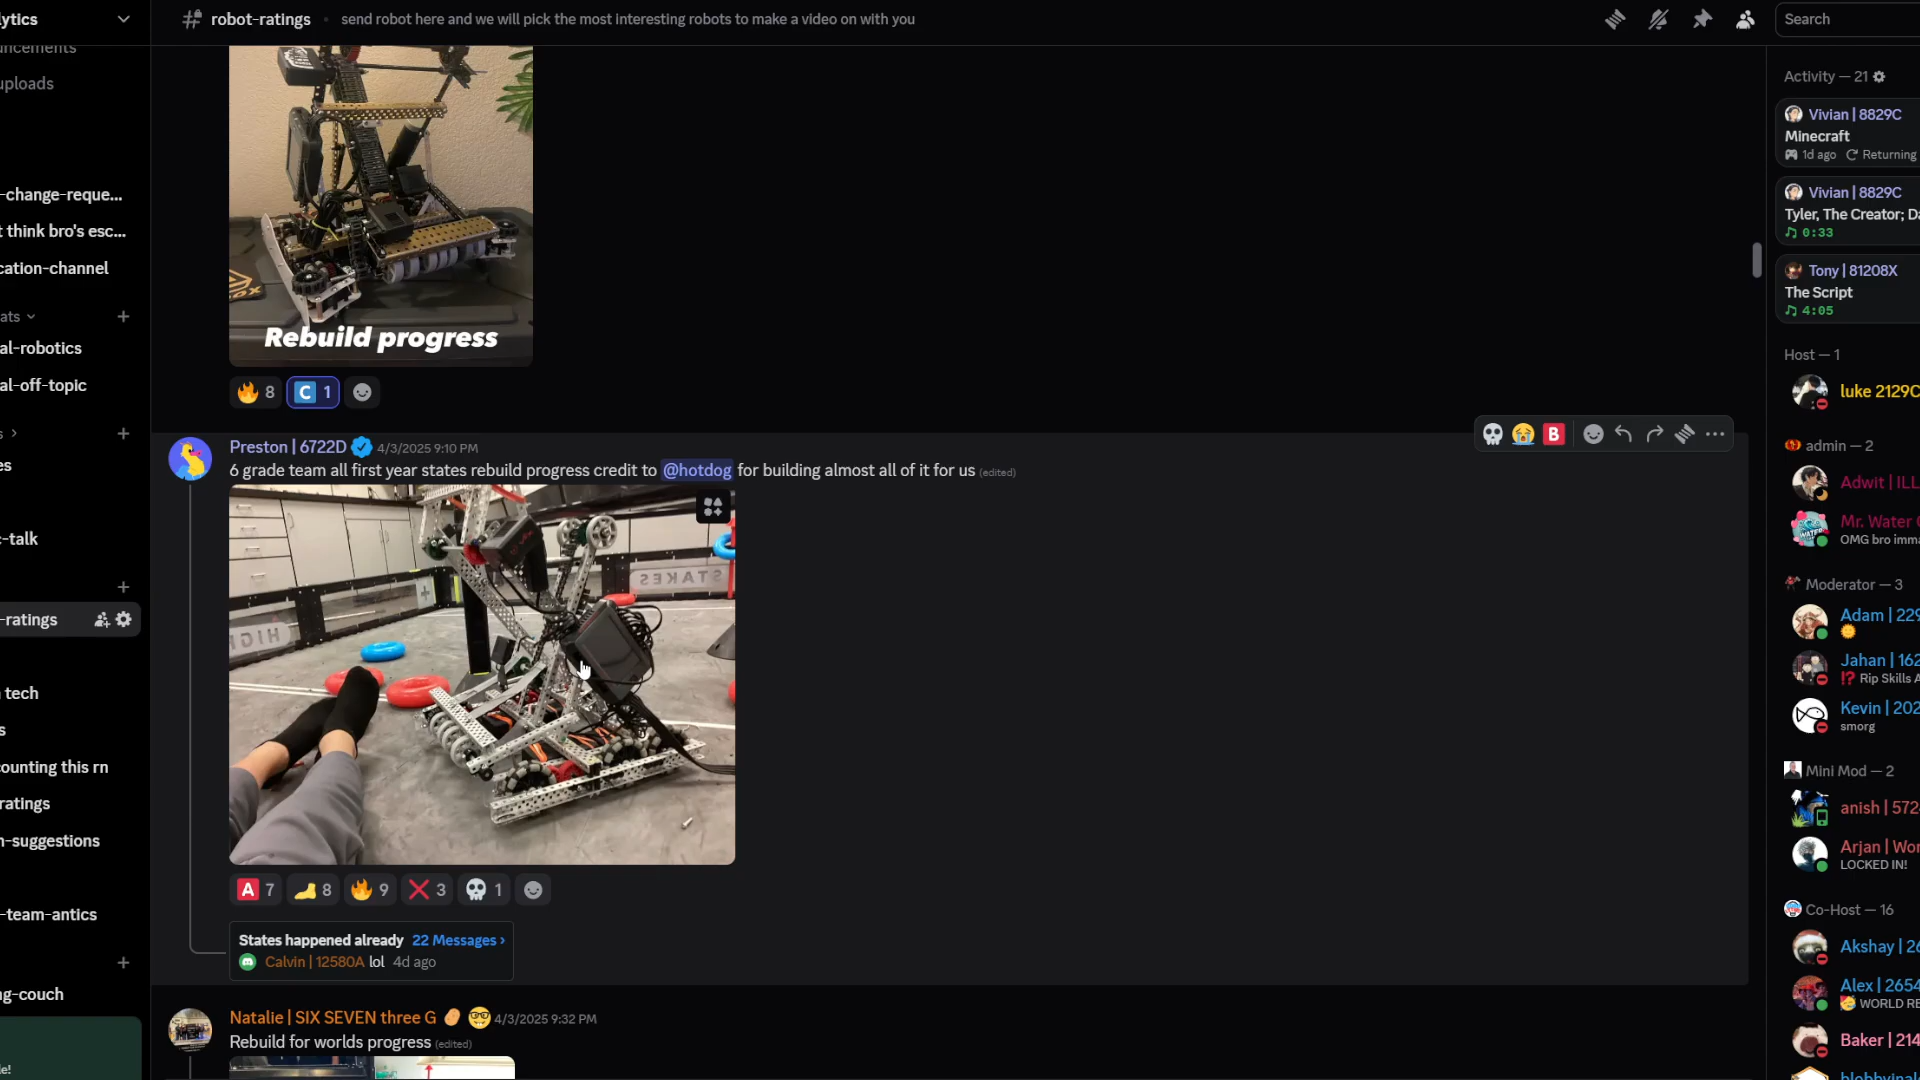 lytics
robot-ratings
send robot here and we will pick the most interesting robots to make a video on with you
Search
uncements
uploads
-change-reque...
t think bro's esc...
cation-channel
ats
al-robotics
al-off-topic
s
es
c-talk
-ratings
tech
s
ounting this rn
ratings
n-suggestions
-team-antics
ng-couch
e!
Rebuild progress
8
C 1
Preston | 6722D 4/3/2025 9:10 PM
6 grade team all first year states rebuild progress credit to @hotdog for building almost all of it for us (edited)
B
STAKES
HIGH
A 7
8
9
3
1
States happened already 22 Messages ›
Calvin | 12580A lol 4d ago
Natalie | SIX SEVEN three G 4/3/2025 9:32 PM
Rebuild for worlds progress (edited)
Activity — 21
Vivian | 8829C
Minecraft
1d ago Returning
Vivian | 8829C
Tyler, The Creator; Da
0:33
Tony | 81208X
The Script
4:05
Host — 1
luke 2129C
admin — 2
Adwit | ILL
Mr. Water
OMG bro imma
Moderator — 3
Adam | 229
Jahan | 162
Rip Skills A
Kevin | 202
smorg
Mini Mod — 2
anish | 572
Arjan | Wor
LOCKED IN!
Co-Host — 16
Akshay | 26
Alex | 2654
WORLD RE
Baker | 214